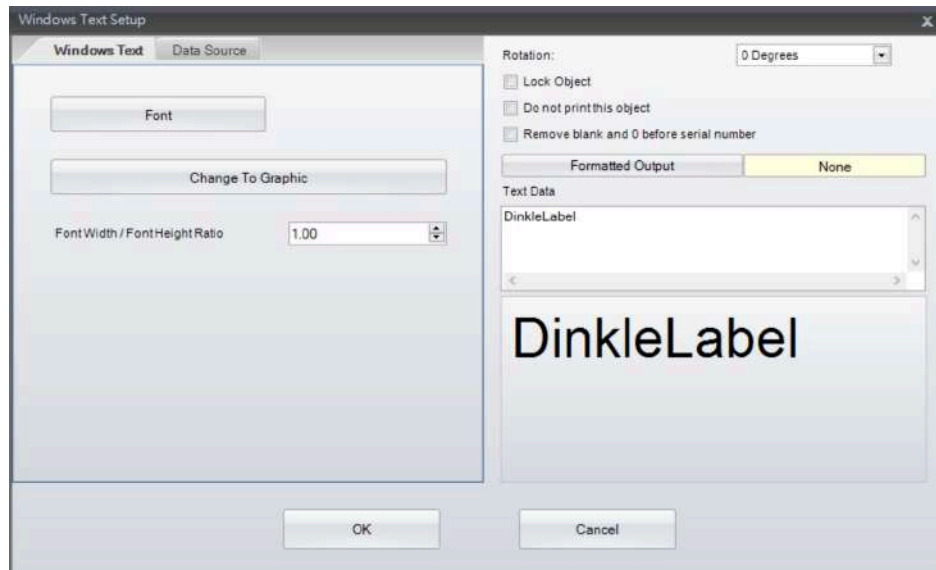 Windows Text Setup
x
Windows Text
Data Source
Font
Change To Graphic
Font Width / Font Height Ratio
1.00
Rotation:
0 Degrees
Lock Object
Do not print this object
Remove blank and 0 before serial number
Formatted Output
None
Text Data
DinkleLabel
DinkleLabel
OK
Cancel